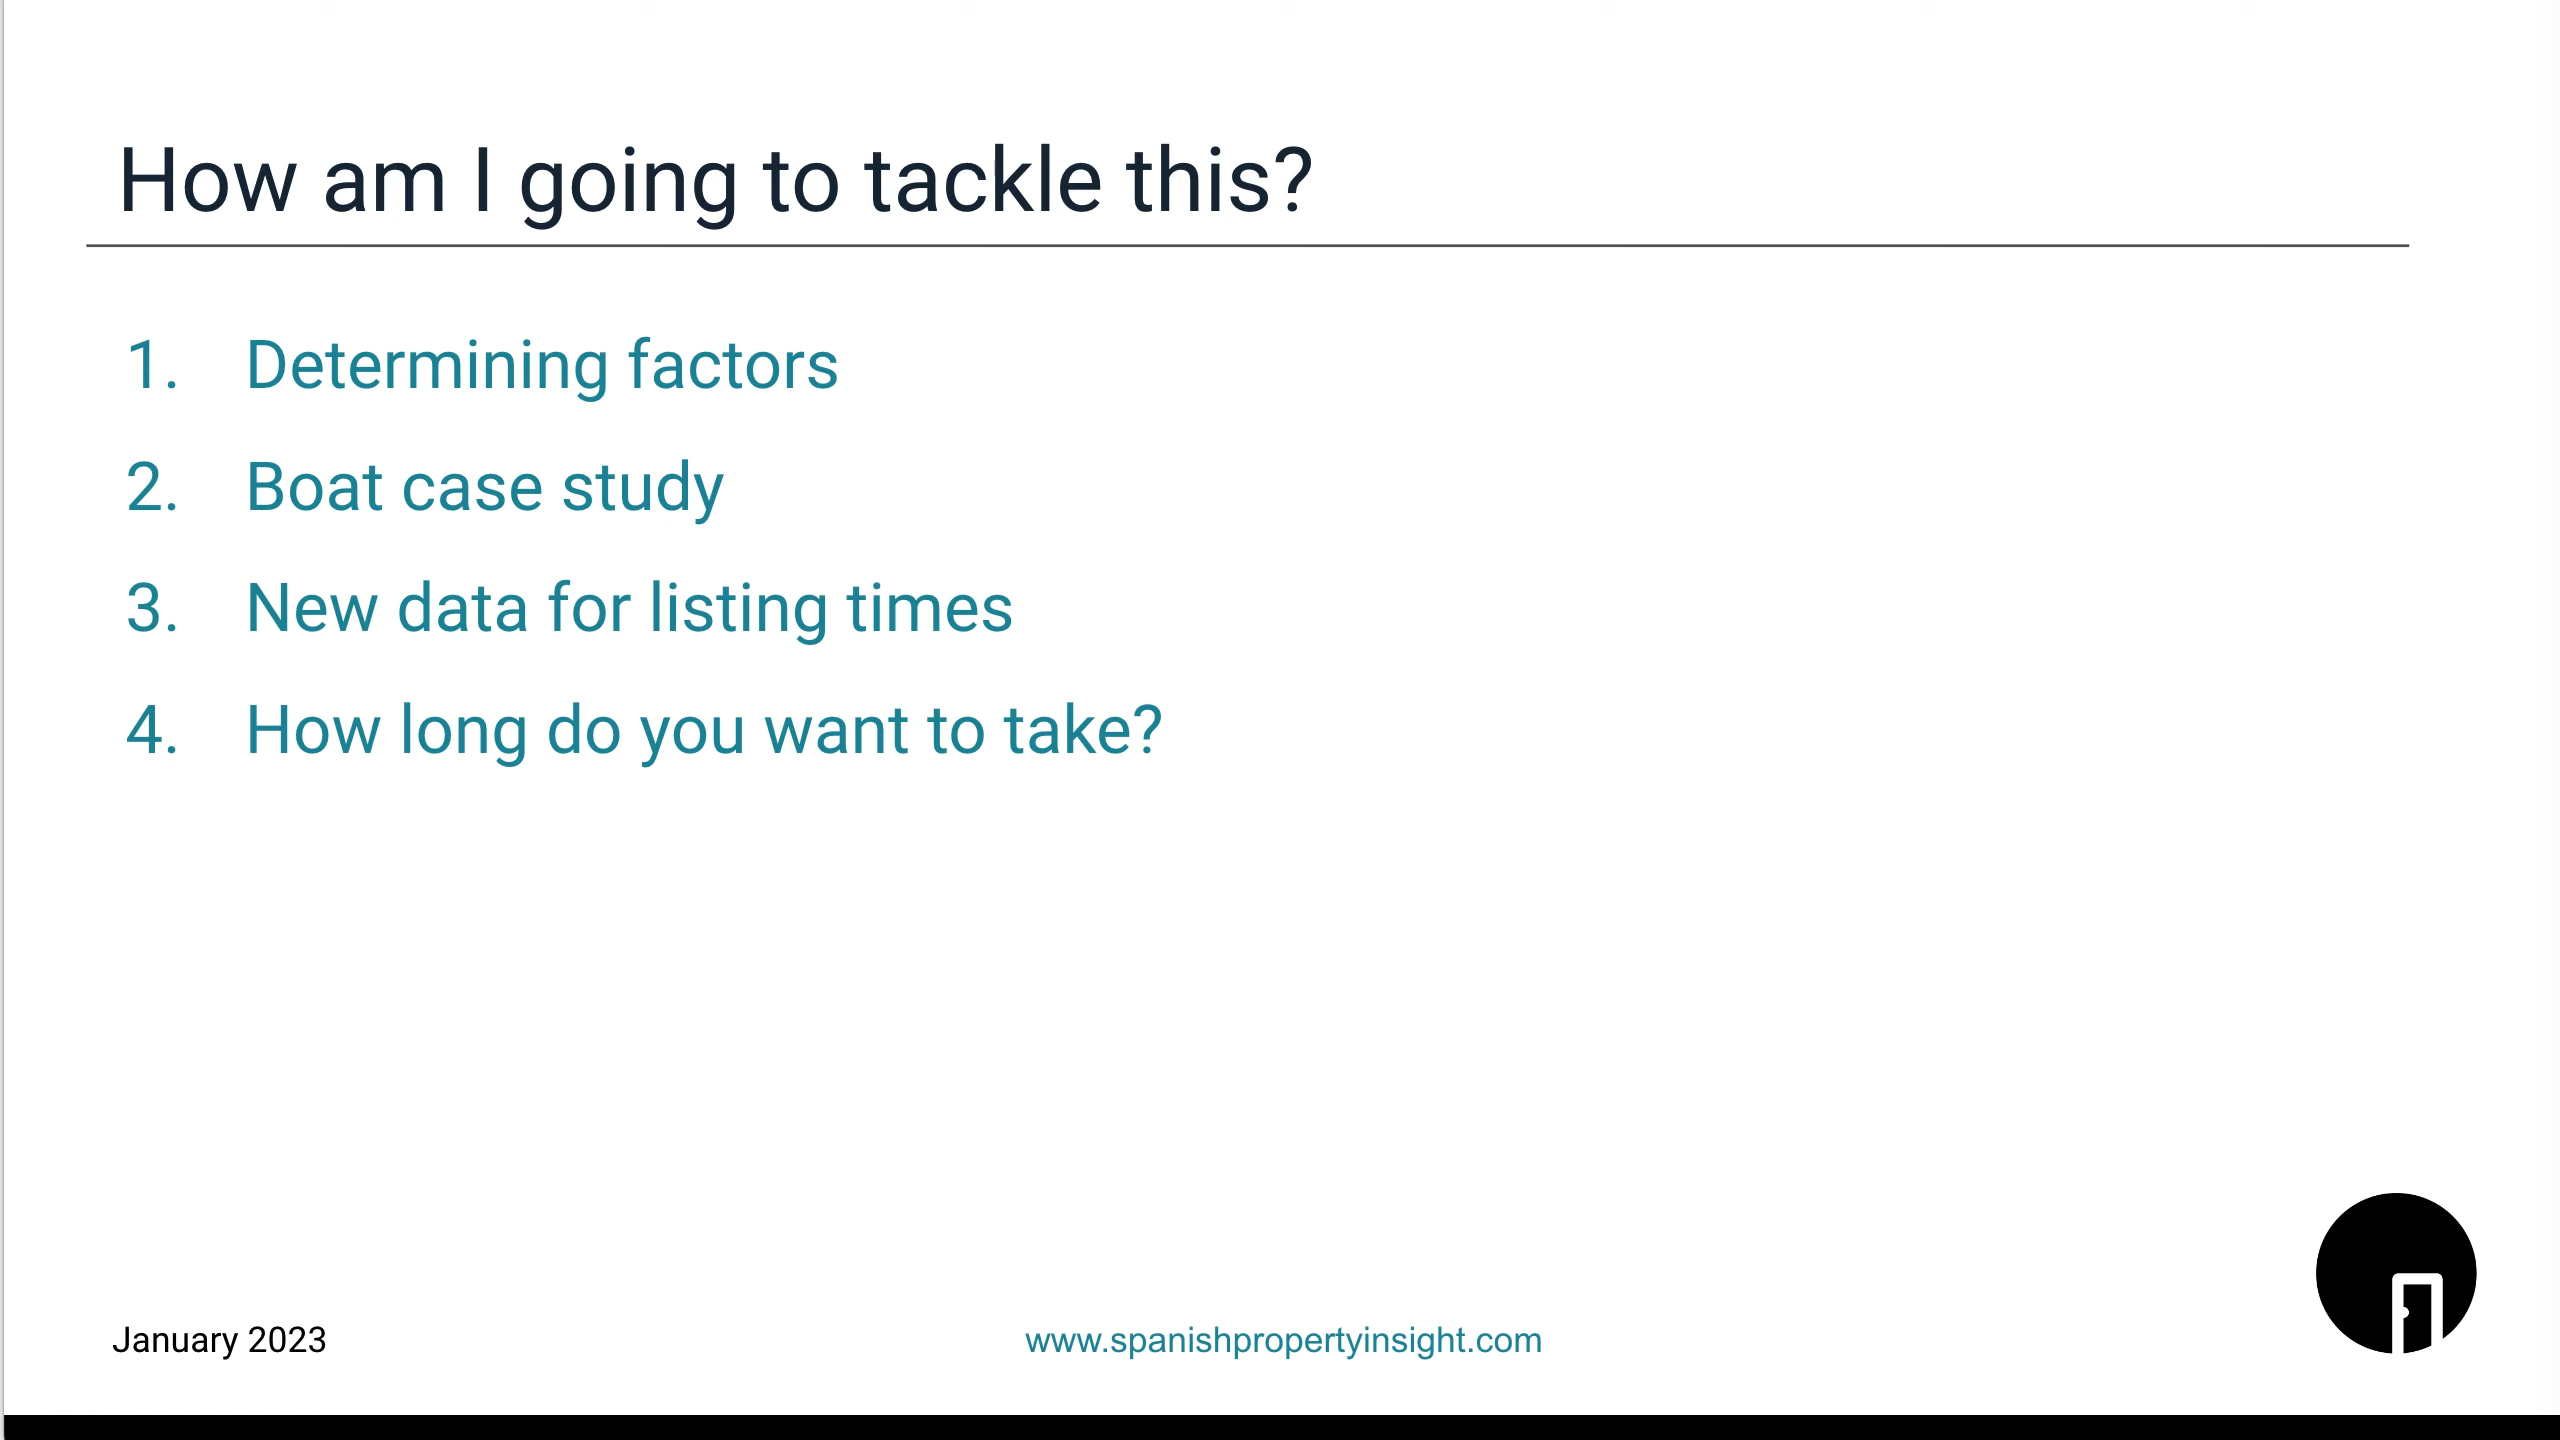 How am I going to tackle this?
1. Determining factors
2. Boat case study
3. New data for listing times
4. How long do you want to take?
January 2023
www.spanishpropertyinsight.com